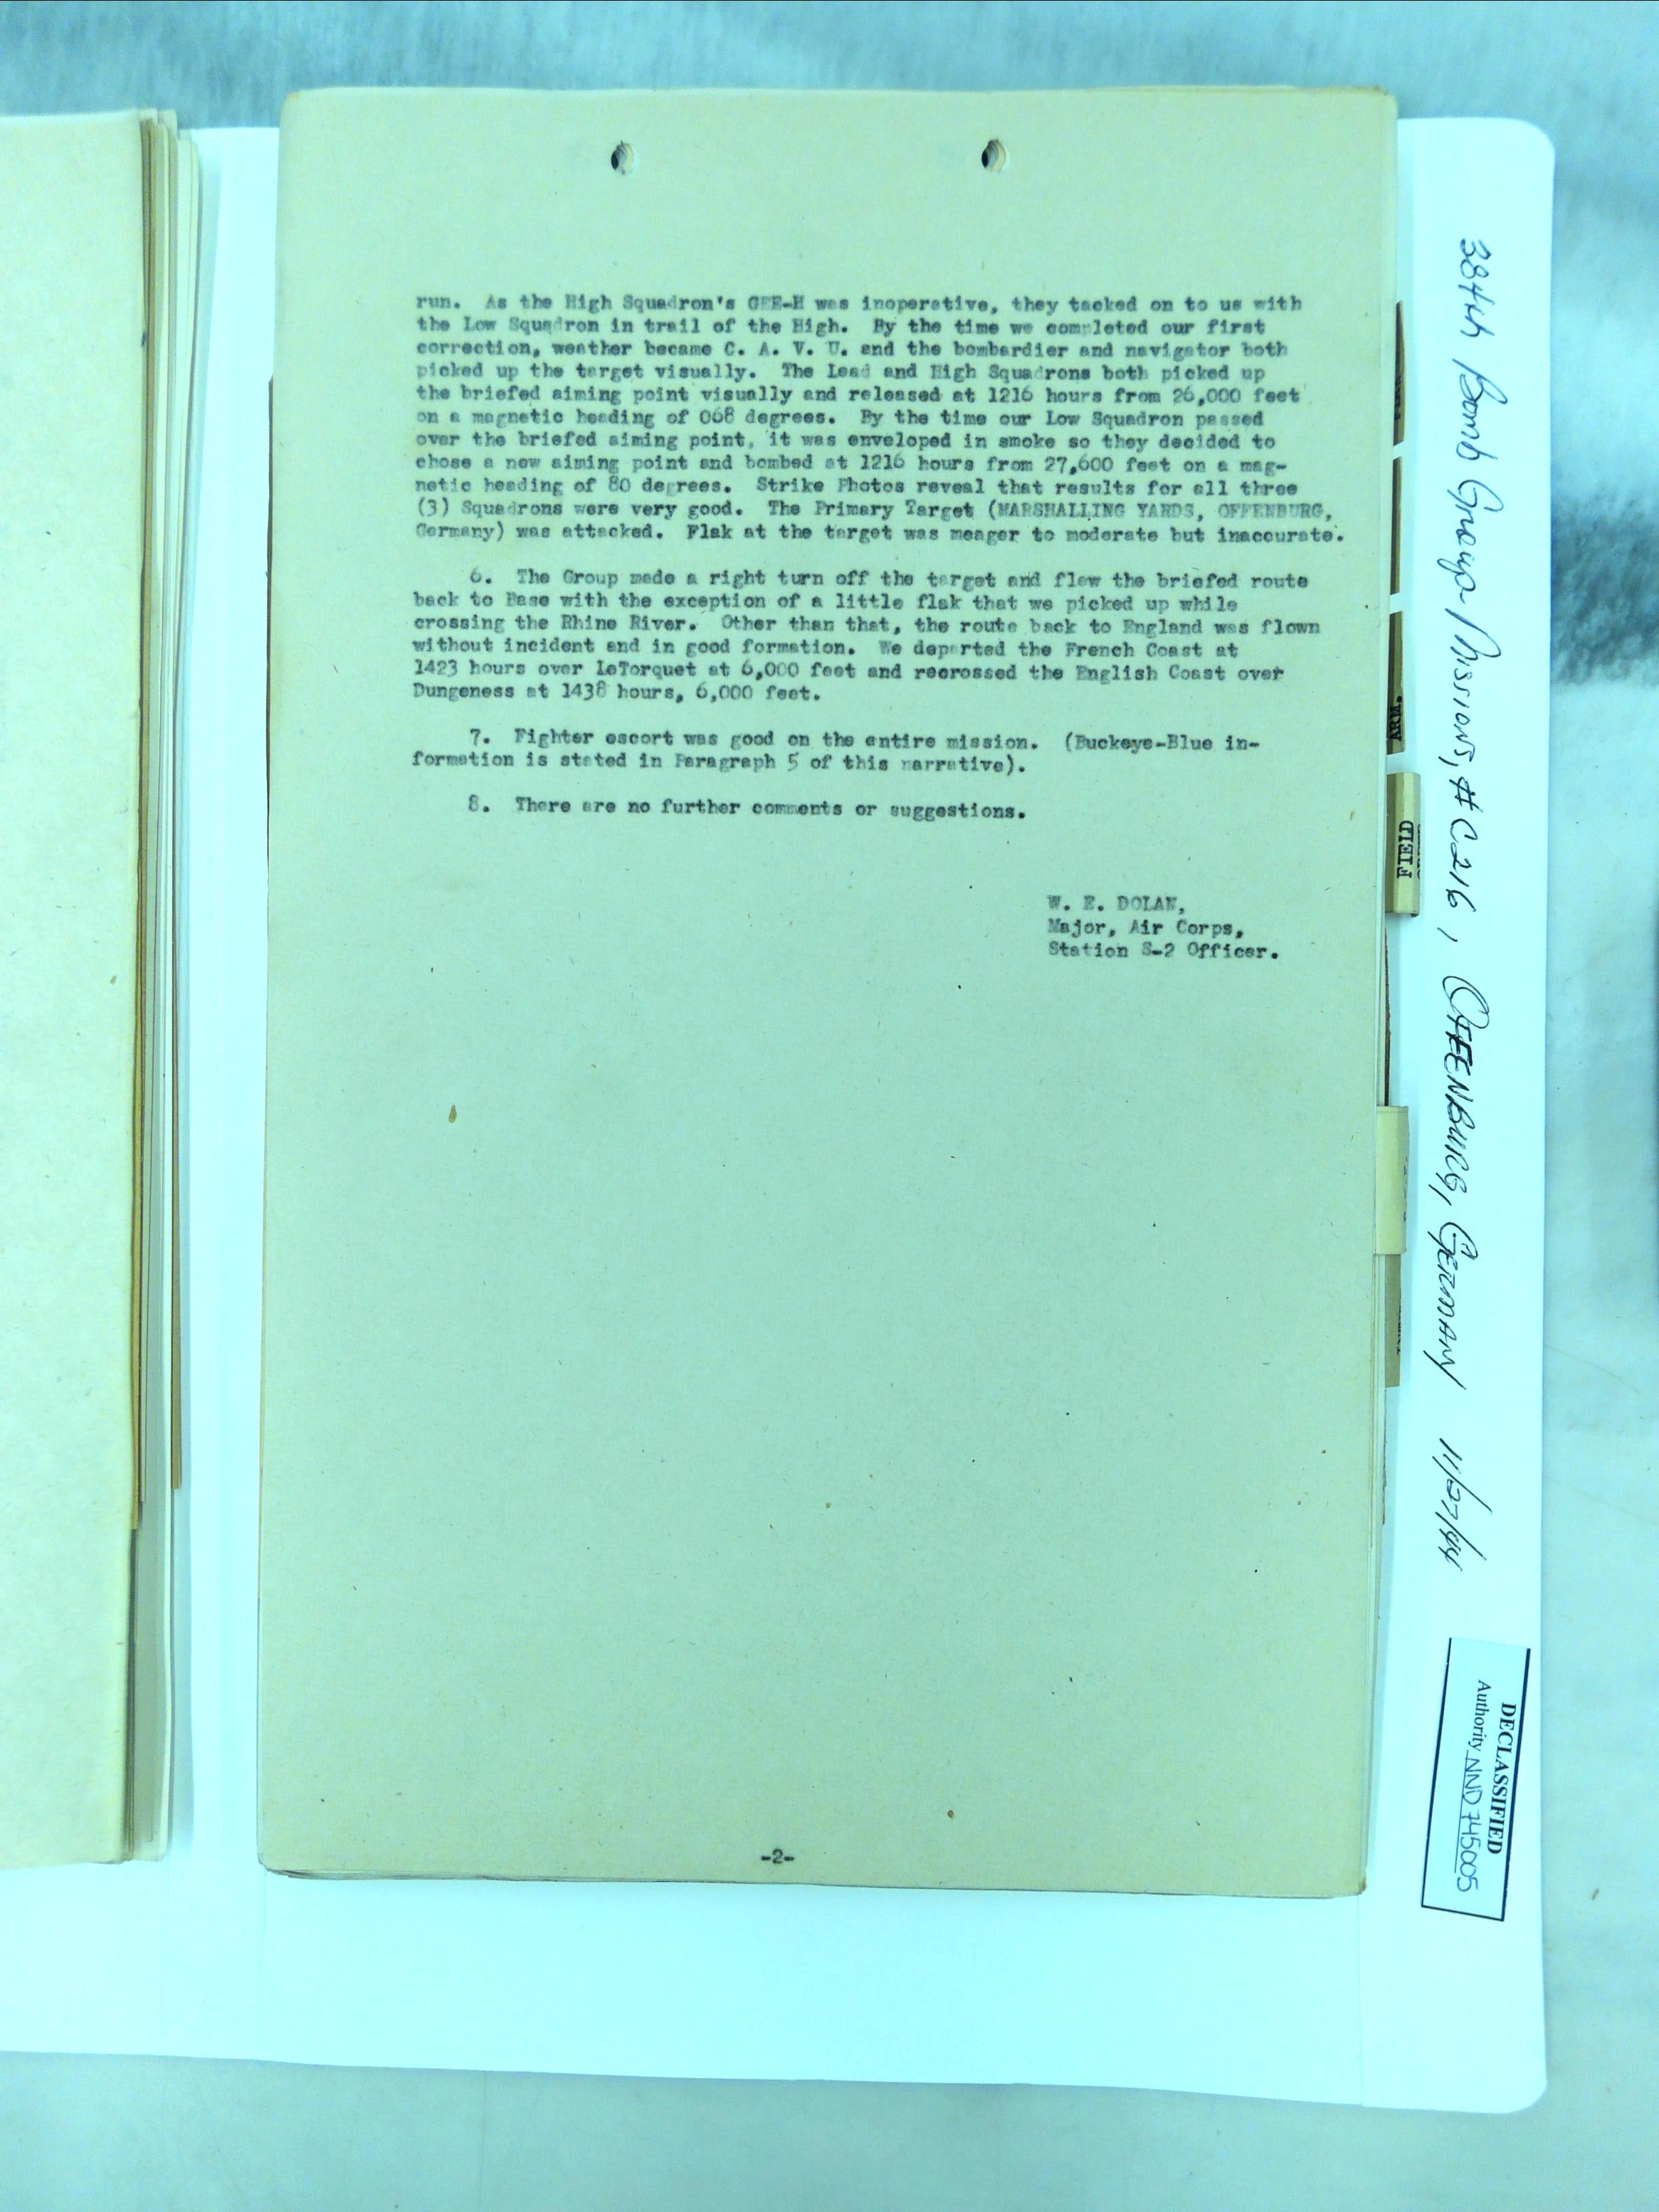 run. As the High Squadron's GEE-H was inoperative, they tacked on to us with
the Low Squadron in trail of the High. By the time we completed our first
correction, weather became C. A. V. U. and the bombardier and navigator both
picked up the target visually. The Lead and High Squadrons both picked up
the briefed aiming point visually and released at 1216 hours from 26,000 feet
on a magnetic heading of 068 degrees. By the time our Low Squadron passed
over the briefed aiming point, it was enveloped in smoke so they decided to
chose a new aiming point and bombed at 1216 hours from 27,600 feet on a mag-
netic heading of 80 degrees. Strike Photos reveal that results for all three
(3) Squadrons were very good. The Primary Target (MARSHALLING YARDS, OFFENBURG,
Germany) was attacked. Flak at the target was meager to moderate but inaccurate.
6. The Group made a right turn off the target and flew the briefed route
back to Base with the exception of a little flak that we picked up while
crossing the Rhine River. Other than that, the route back to England was flown
without incident and in good formation. We departed the French Coast at
1423 hours over LeTorquet at 6,000 feet and recrossed the English Coast over
Dungeness at 1438 hours, 6,000 feet.
7. Fighter escort was good on the entire mission. (Buckeye-Blue in-
formation is stated in Paragraph 5 of this narrative).
8. There are no further comments or suggestions.
W. E. DOLAN,
Major, Air Corps,
Station S-2 Officer.
-2-
ARM.
FIELD
384th Bomb Group Missions, #C216, OFFENBURG, GERMANY 11/27/44
DECLASSIFIED
Authority NND 745005